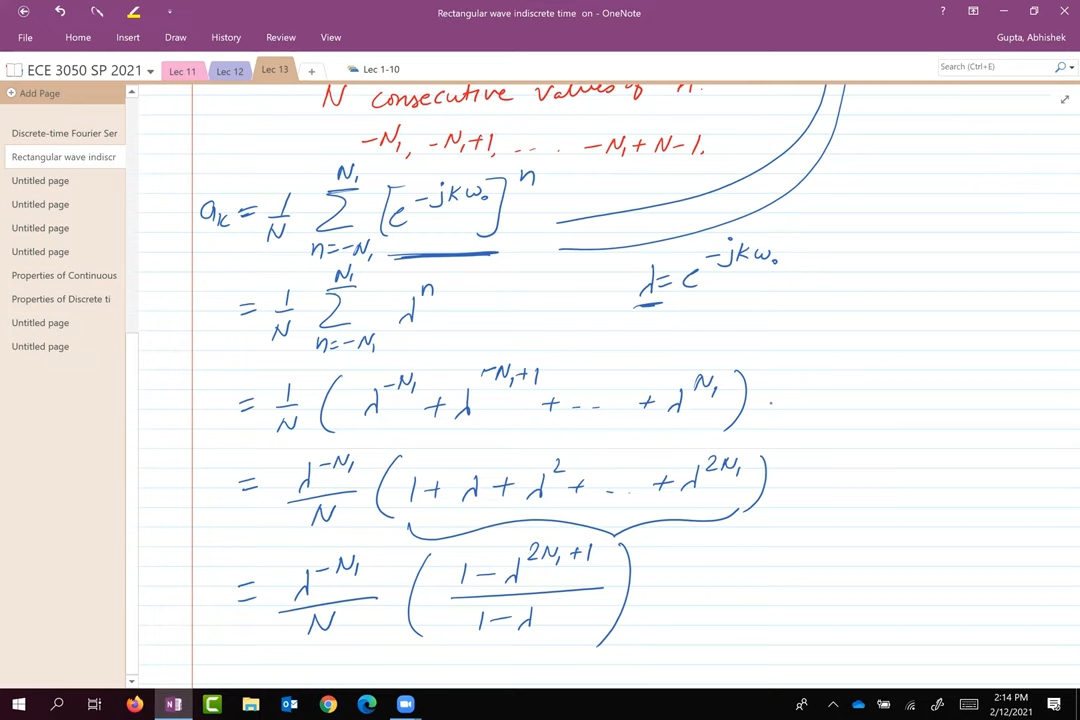 Rectangular wave indiscrete time on - OneNote
Gupta, Abhishek
File Home Insert Draw History Review View
ECE 3050 SP 2021 Lec 11 Lec 12 Lec 13 + Lec 1-10 Search (Ctrl+E)
Add Page
Discrete-time Fourier Ser
Rectangular wave indiscr
Untitled page
Untitled page
Untitled page
Untitled page
Properties of Continuous
Properties of Discrete ti
Untitled page
Untitled page
N consecutive values of n.
-N₁, -N₁+1, .... -N₁+N-1.
aₖ = 1/N ∑_{n=-N₁}^{N₁} [e^{-jkω₀}]^n
λ = e^{-jkω₀}
= 1/N ∑_{n=-N₁}^{N₁} λ^n
= 1/N ( λ^{-N₁} + λ^{-N₁+1} + ... + λ^{N₁} )
= λ^{-N₁}/N ( 1 + λ + λ² + ... + λ^{2N₁} )
= λ^{-N₁}/N ( (1 - λ^{2N₁+1}) / (1 - λ) )
2:14 PM
2/12/2021